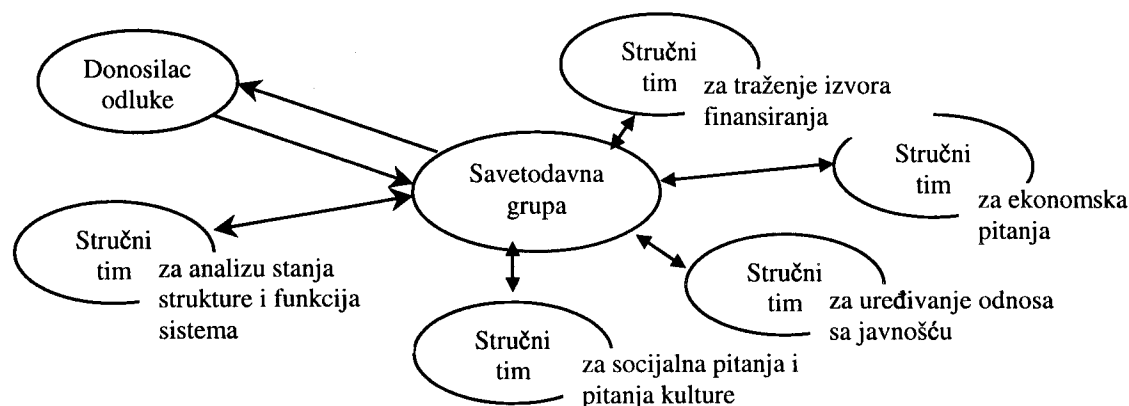 Donosilac
odluke
Stručni
tim
za traženje izvora
finansiranja
Savetodavna
grupa
Stručni
tim
za ekonomska
pitanja
Stručni
tim
za analizu stanja
strukture i funkcija
sistema
Stručni
tim
za uređivanje odnosa
sa javnošću
Stručni
tim
za socijalna pitanja i
pitanja kulture